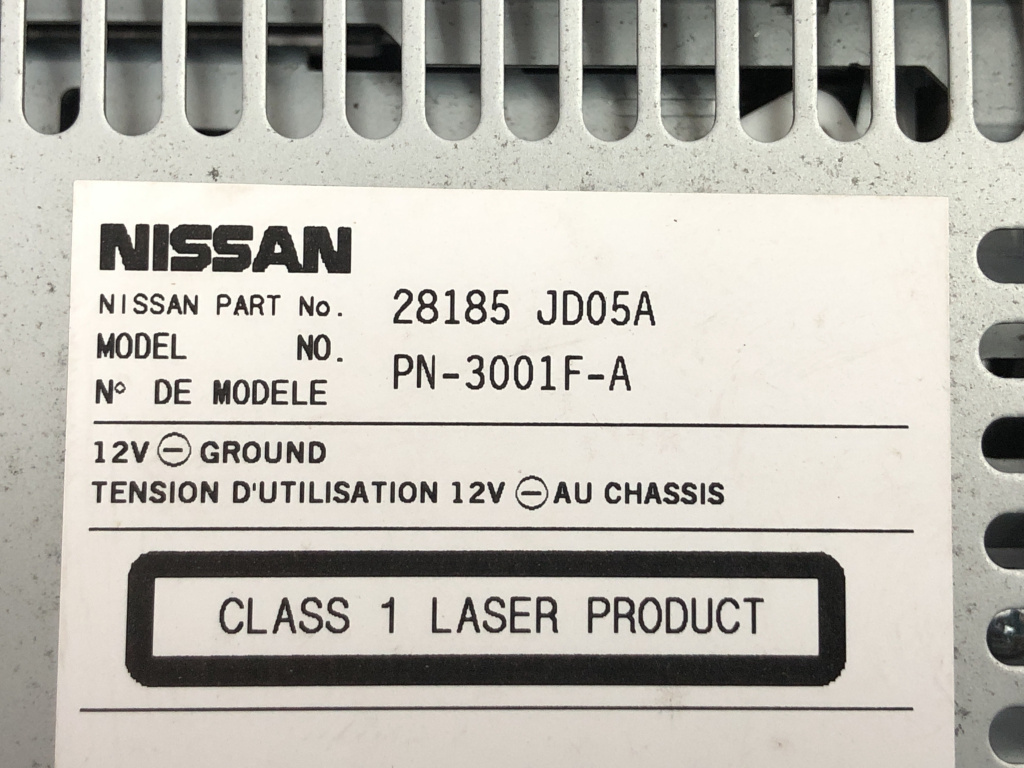 NISSAN
NISSAN PART No. 28185 JD05A
MODEL NO. PN-3001F-A
N° DE MODELE
12V ⊖ GROUND
TENSION D'UTILISATION 12V ⊖ AU CHASSIS
CLASS 1 LASER PRODUCT